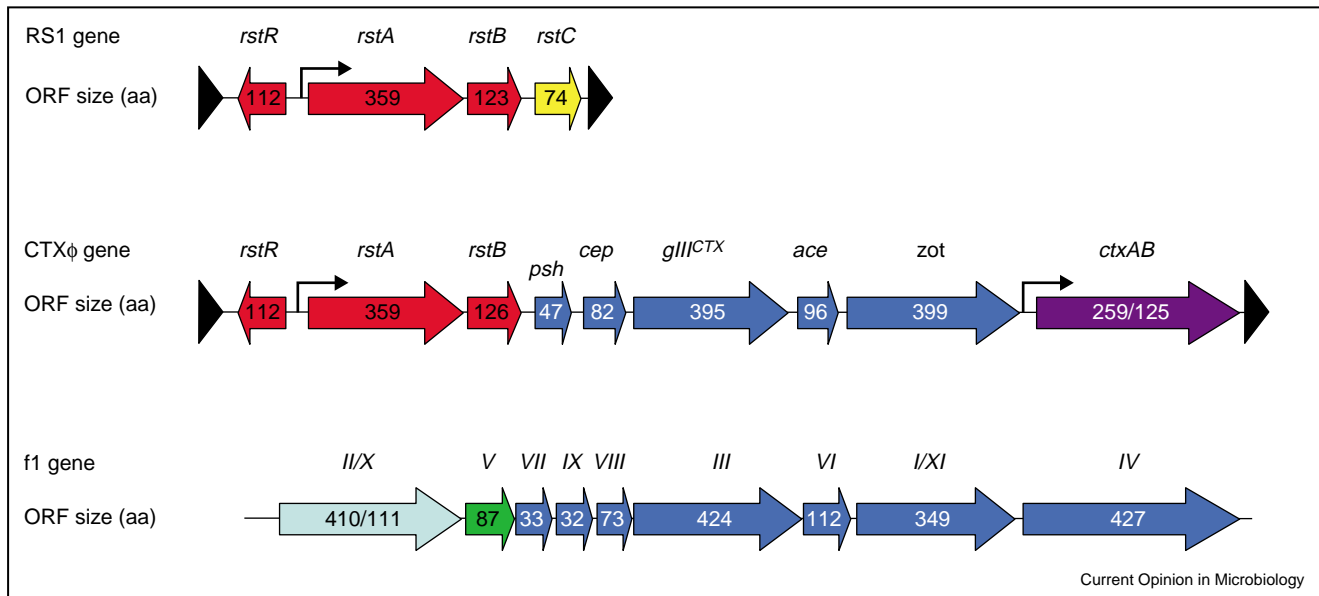 RS1 gene rstR rstA rstB rstC
ORF size (aa) 112 359 123 74
CTXϕ gene rstR rstA rstB psh cep gIII^CTX ace zot ctxAB
ORF size (aa) 112 359 126 47 82 395 96 399 259/125
f1 gene II/X V VII IX VIII III VI I/XI IV
ORF size (aa) 410/111 87 33 32 73 424 112 349 427
Current Opinion in Microbiology